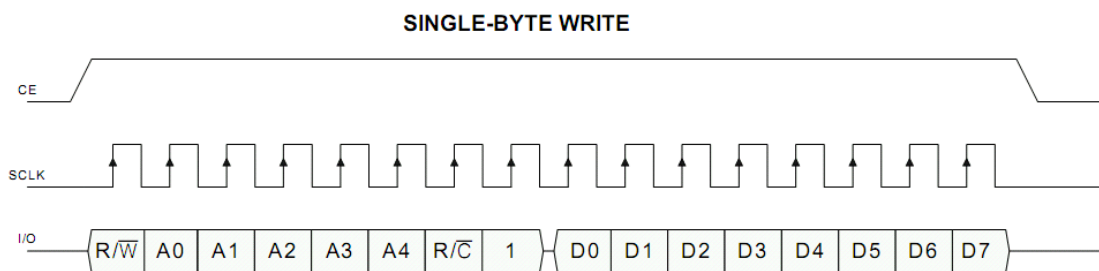 SINGLE-BYTE WRITE
CE
SCLK
I/O R/W̅ A0 A1 A2 A3 A4 R/C̅ 1 D0 D1 D2 D3 D4 D5 D6 D7